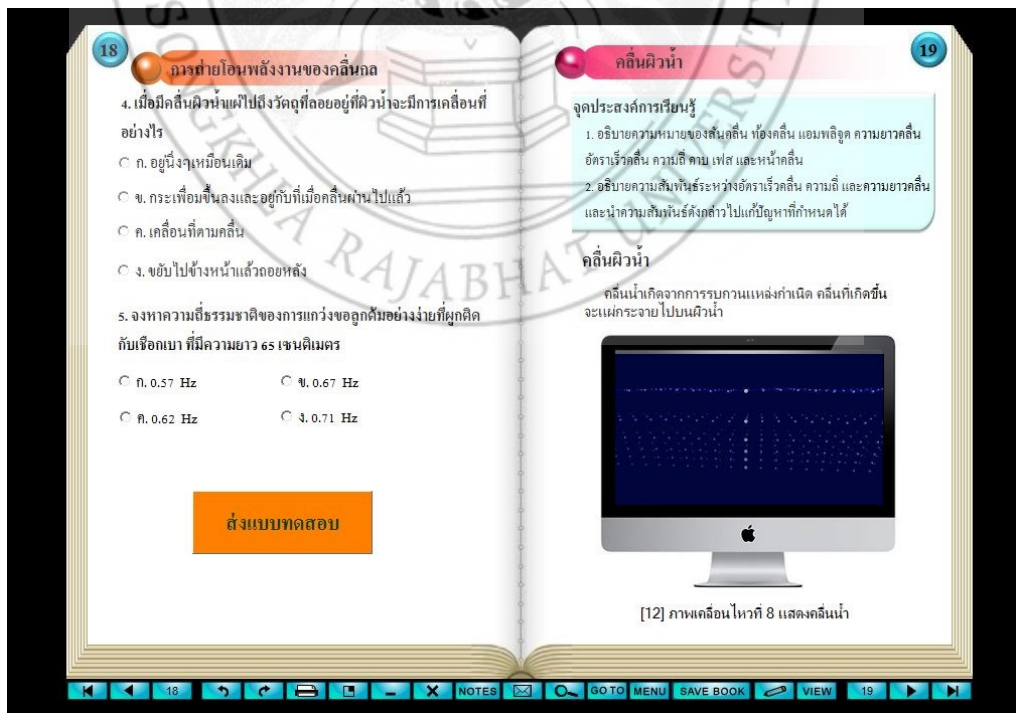 18
การถ่ายโอนพลังงานของคลื่นกล
4. เมื่อมีคลื่นผิวน้ำแผ่ไปถึงวัตถุที่ลอยอยู่ที่ผิวน้ำจะมีการเคลื่อนที่
อย่างไร
ก. อยู่นิ่งๆเหมือนเดิม
ข. กระเพื่อมขึ้นลงและอยู่กับที่เมื่อคลื่นผ่านไปแล้ว
ค. เคลื่อนที่ตามคลื่น
ง. ขยับไปข้างหน้าแล้วถอยหลัง
5. จงหาความถี่ธรรมชาติของการแกว่งของลูกตุ้มอย่างง่ายที่ผูกติด
กับเชือกเบา ที่มีความยาว 65 เซนติเมตร
ก. 0.57 Hz
ข. 0.67 Hz
ค. 0.62 Hz
ง. 0.71 Hz
ส่งแบบทดสอบ
คลื่นผิวน้ำ
19
จุดประสงค์การเรียนรู้
1. อธิบายความหมายของสันคลื่น ท้องคลื่น แอมพลิจูด ความยาวคลื่น
อัตราเร็วคลื่น ความถี่ คาบ เฟส และหน้าคลื่น
2. อธิบายความสัมพันธ์ระหว่างอัตราเร็วคลื่น ความถี่ และความยาวคลื่น
และนำความสัมพันธ์ดังกล่าวไปแก้ปัญหาที่กำหนดได้
คลื่นผิวน้ำ
คลื่นน้ำเกิดจากการรบกวนแหล่งกำเนิด คลื่นที่เกิดขึ้น
จะแผ่กระจายไปบนผิวน้ำ
[12] ภาพเคลื่อนไหวที่ 8 แสดงคลื่นน้ำ
SONGKHLA RAJABHAT UNIVERSIT
18 NOTES GO TO MENU SAVE BOOK VIEW 19